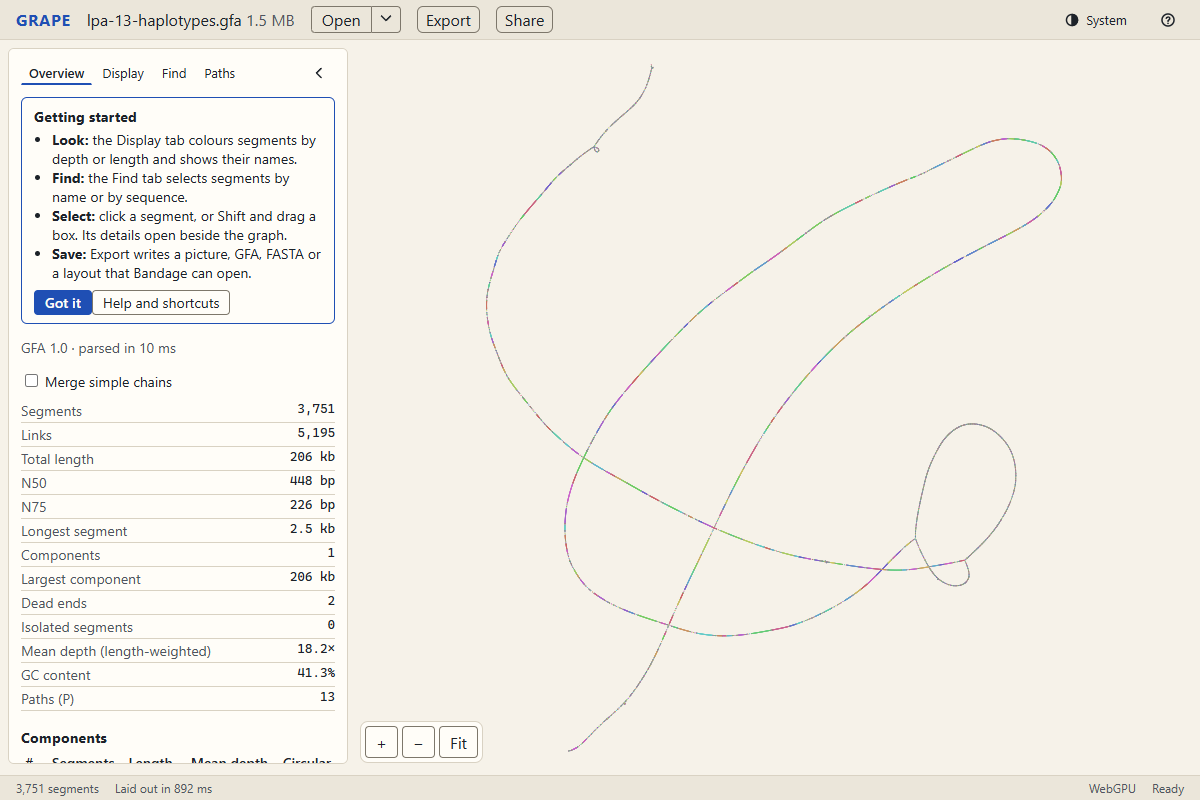 GRAPE lpa-13-haplotypes.gfa 1.5 MB Open Export Share System
Overview Display Find Paths
Getting started
• Look: the Display tab colours segments by
depth or length and shows their names.
• Find: the Find tab selects segments by
name or by sequence.
• Select: click a segment, or Shift and drag a
box. Its details open beside the graph.
• Save: Export writes a picture, GFA, FASTA or
a layout that Bandage can open.
Got it Help and shortcuts
GFA 1.0 · parsed in 10 ms
Merge simple chains
Segments 3,751
Links 5,195
Total length 206 kb
N50 448 bp
N75 226 bp
Longest segment 2.5 kb
Components 1
Largest component 206 kb
Dead ends 2
Isolated segments 0
Mean depth (length-weighted) 18.2×
GC content 41.3%
Paths (P) 13
Components
# Segments Length Mean depth Circular
+ − Fit
3,751 segments Laid out in 892 ms WebGPU Ready